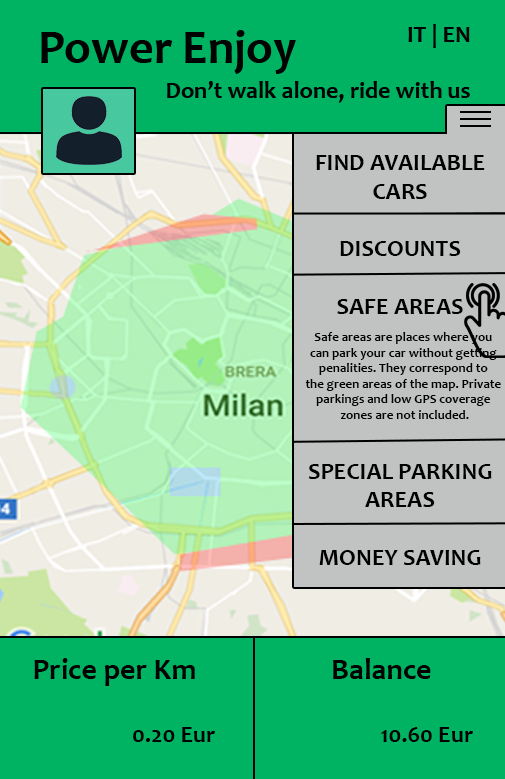 Power Enjoy
IT | EN
Don't walk alone, ride with us
FIND AVAILABLE
CARS
DISCOUNTS
SAFE AREAS
Safe areas are places where you
can park your car without getting
penalities. They correspond to
the green areas of the map. Private
parkings and low GPS coverage
zones are not included.
BRERA
Milan
SPECIAL PARKING
AREAS
4
MONEY SAVING
Price per Km
Balance
0.20 Eur
10.60 Eur